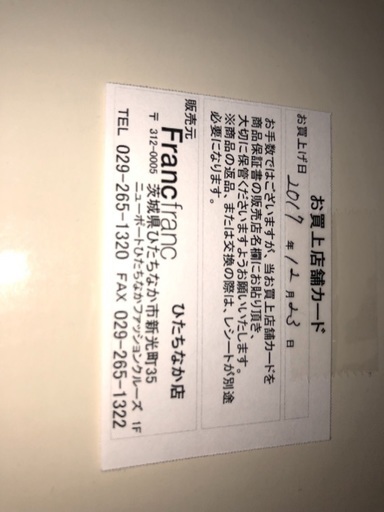 お買上店舗カード
お買上げ日 2017 年 12 月 23 日
お手数ではございますが、当お買上店舗カードを
商品保証書の販売店名欄にお貼り頂き、
大切に保管くださいますようお願いいたします。
※商品の返品、または交換の際は、レシートが別途
必要になります。
販売元
Francfranc ひたちなか店
〒 312-0005 茨城県ひたちなか市新光町35
ニューポートひたちなかファッションクルーズ 1F
TEL 029-265-1320 FAX 029-265-1322